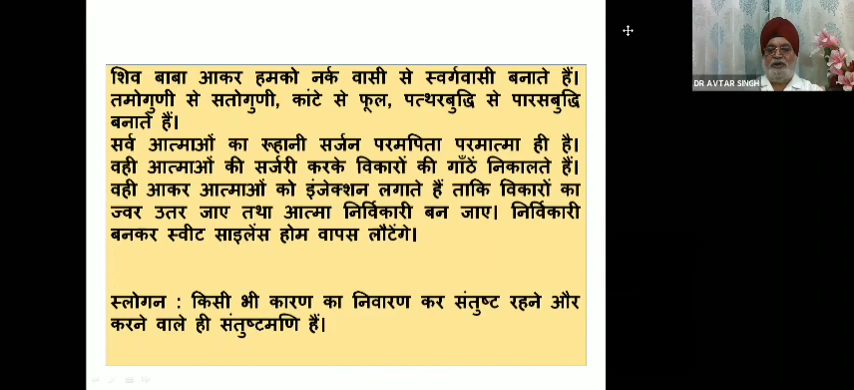 शिव बाबा आकर हमको नर्क वासी से स्वर्गवासी बनाते हैं।
तमोगुणी से सतोगुणी, कांटे से फूल, पत्थरबुद्धि से पारसबुद्धि
बनाते हैं।
सर्व आत्माओं का रूहानी सर्जन परमपिता परमात्मा ही है।
वही आत्माओं की सर्जरी करके विकारों की गाँठें निकालते हैं।
वही आकर आत्माओं को इंजेक्शन लगाते हैं ताकि विकारों का
ज्वर उतर जाए तथा आत्मा निर्विकारी बन जाए। निर्विकारी
बनकर स्वीट साइलेंस होम वापस लौटेंगे।
स्लोगन : किसी भी कारण का निवारण कर संतुष्ट रहने और
करने वाले ही संतुष्टमणि हैं।
DR AVTAR SINGH